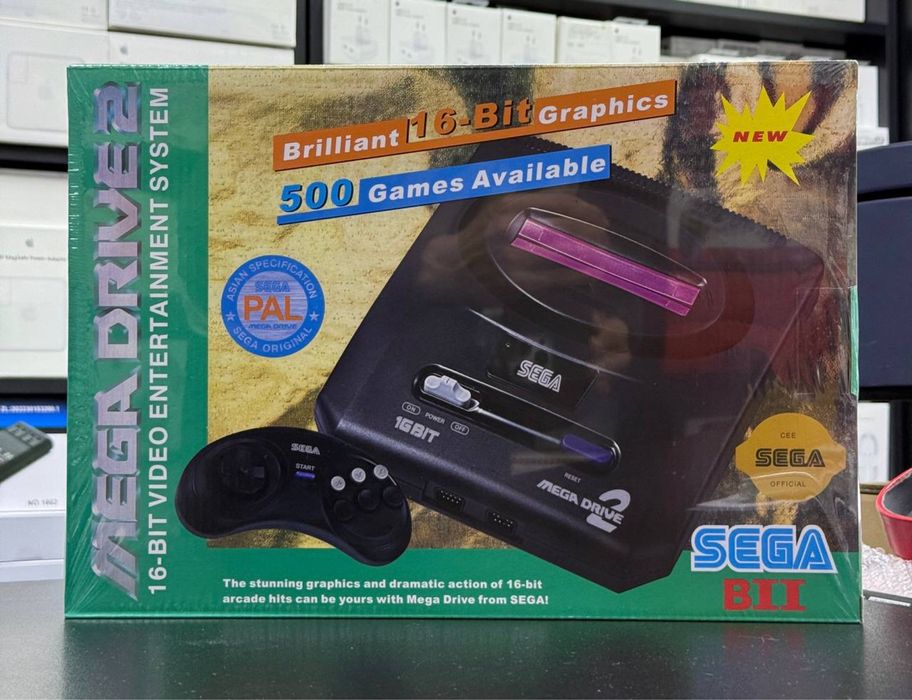 MEGA DRIVE 2
16-BIT VIDEO ENTERTAINMENT SYSTEM
Brilliant 16-Bit Graphics
500 Games Available
NEW
ASIAN SPECIFICATION
SEGA
PAL
MEGA DRIVE
SEGA ORIGINAL
SEGA
ON POWER OFF
16BIT
RESET
MEGA DRIVE 2
SEGA
START
CEE
SEGA
OFFICIAL
SEGA
BII
The stunning graphics and dramatic action of 16-bit
arcade hits can be yours with Mega Drive from SEGA!